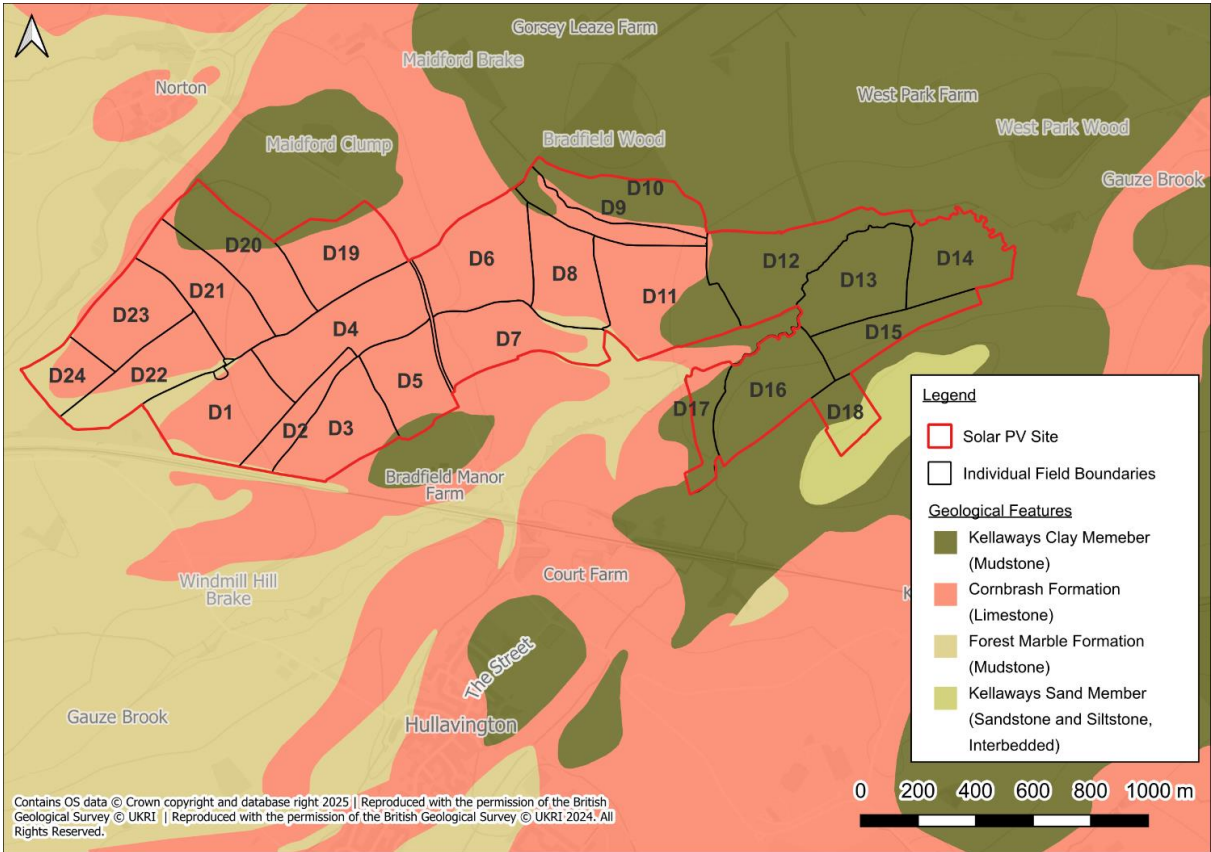 Gorsey Leaze Farm
Maidford Brake
Norton
West Park Farm
Maidford Clump
Bradfield Wood
West Park Wood
Gauze Brook
D10
D9
D20
D19
D6
D12
D14
D8
D13
D21
D11
D23
D4
D15
D7
D24
D22
D5
D16
D1
D17
D18
D2
D3
Bradfield Manor
Farm
Windmill Hill
Brake
Court Farm
K
The Street
Gauze Brook
Hullavington
Legend
Solar PV Site
Individual Field Boundaries
Geological Features
Kellaways Clay Memeber
(Mudstone)
Cornbrash Formation
(Limestone)
Forest Marble Formation
(Mudstone)
Kellaways Sand Member
(Sandstone and Siltstone,
Interbedded)
0 200 400 600 800 1000 m
Contains OS data © Crown copyright and database right 2025 | Reproduced with the permission of the British
Geological Survey © UKRI | Reproduced with the permission of the British Geological Survey © UKRI 2024. All
Rights Reserved.